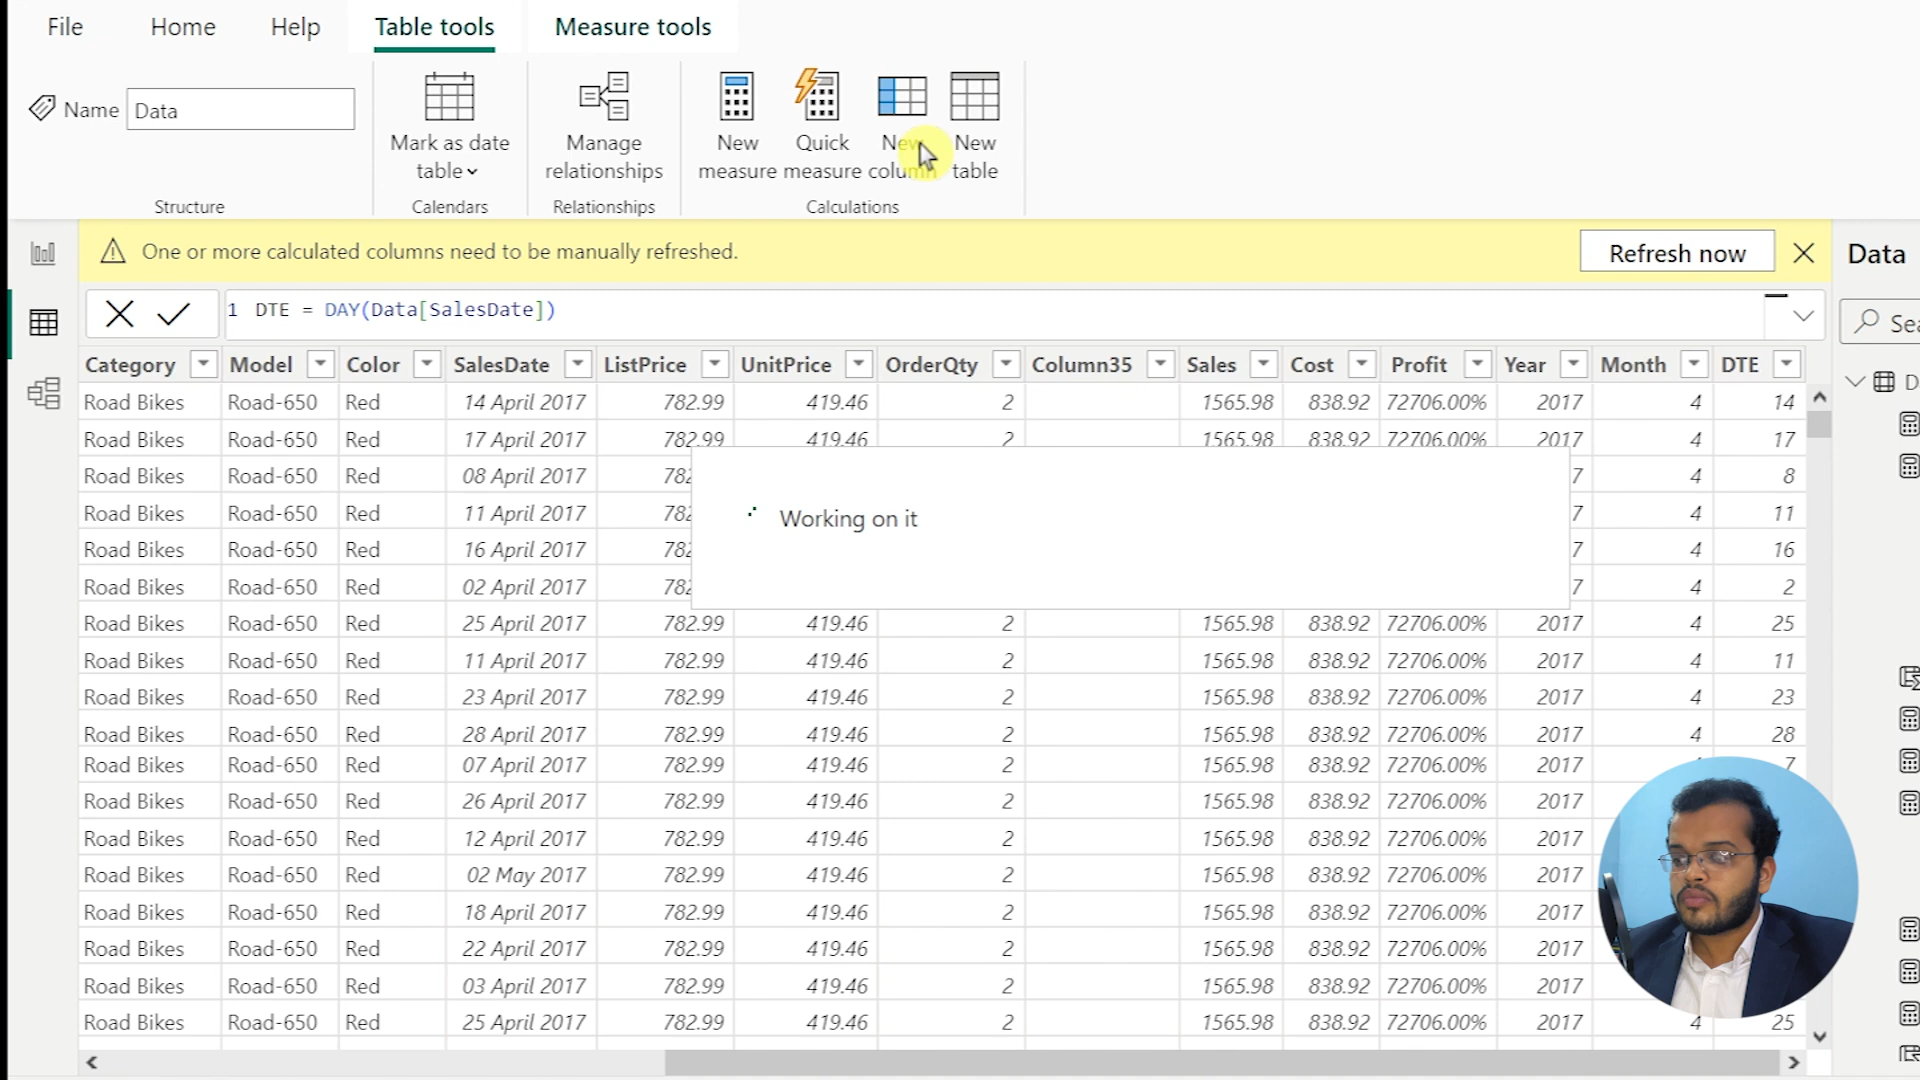 File Home Help Table tools Measure tools
Name Data
Mark as date table
Manage relationships
New measure
Quick measure
New column
New table
Structure Calendars Relationships Calculations
One or more calculated columns need to be manually refreshed. Refresh now
Data
1 DTE = DAY(Data[SalesDate])
Category Model Color SalesDate ListPrice UnitPrice OrderQty Column35 Sales Cost Profit Year Month DTE
Road Bikes Road-650 Red 14 April 2017 782.99 419.46 2 1565.98 838.92 72706.00% 2017 4 14
Road Bikes Road-650 Red 17 April 2017 782.99 419.46 2 1565.98 838.92 72706.00% 2017 4 17
Road Bikes Road-650 Red 08 April 2017 782 7 4 8
Road Bikes Road-650 Red 11 April 2017 782 7 4 11
Working on it
Road Bikes Road-650 Red 16 April 2017 782 7 4 16
Road Bikes Road-650 Red 02 April 2017 782 7 4 2
Road Bikes Road-650 Red 25 April 2017 782.99 419.46 2 1565.98 838.92 72706.00% 2017 4 25
Road Bikes Road-650 Red 11 April 2017 782.99 419.46 2 1565.98 838.92 72706.00% 2017 4 11
Road Bikes Road-650 Red 23 April 2017 782.99 419.46 2 1565.98 838.92 72706.00% 2017 4 23
Road Bikes Road-650 Red 28 April 2017 782.99 419.46 2 1565.98 838.92 72706.00% 2017 4 28
Road Bikes Road-650 Red 07 April 2017 782.99 419.46 2 1565.98 838.92 72706.00% 2017 7
Road Bikes Road-650 Red 26 April 2017 782.99 419.46 2 1565.98 838.92 72706.00% 2017
Road Bikes Road-650 Red 12 April 2017 782.99 419.46 2 1565.98 838.92 72706.00% 2017
Road Bikes Road-650 Red 02 May 2017 782.99 419.46 2 1565.98 838.92 72706.00% 2017
Road Bikes Road-650 Red 18 April 2017 782.99 419.46 2 1565.98 838.92 72706.00% 2017
Road Bikes Road-650 Red 22 April 2017 782.99 419.46 2 1565.98 838.92 72706.00% 2017
Road Bikes Road-650 Red 03 April 2017 782.99 419.46 2 1565.98 838.92 72706.00% 2017
Road Bikes Road-650 Red 25 April 2017 782.99 419.46 2 1565.98 838.92 72706.00% 2017 4 25